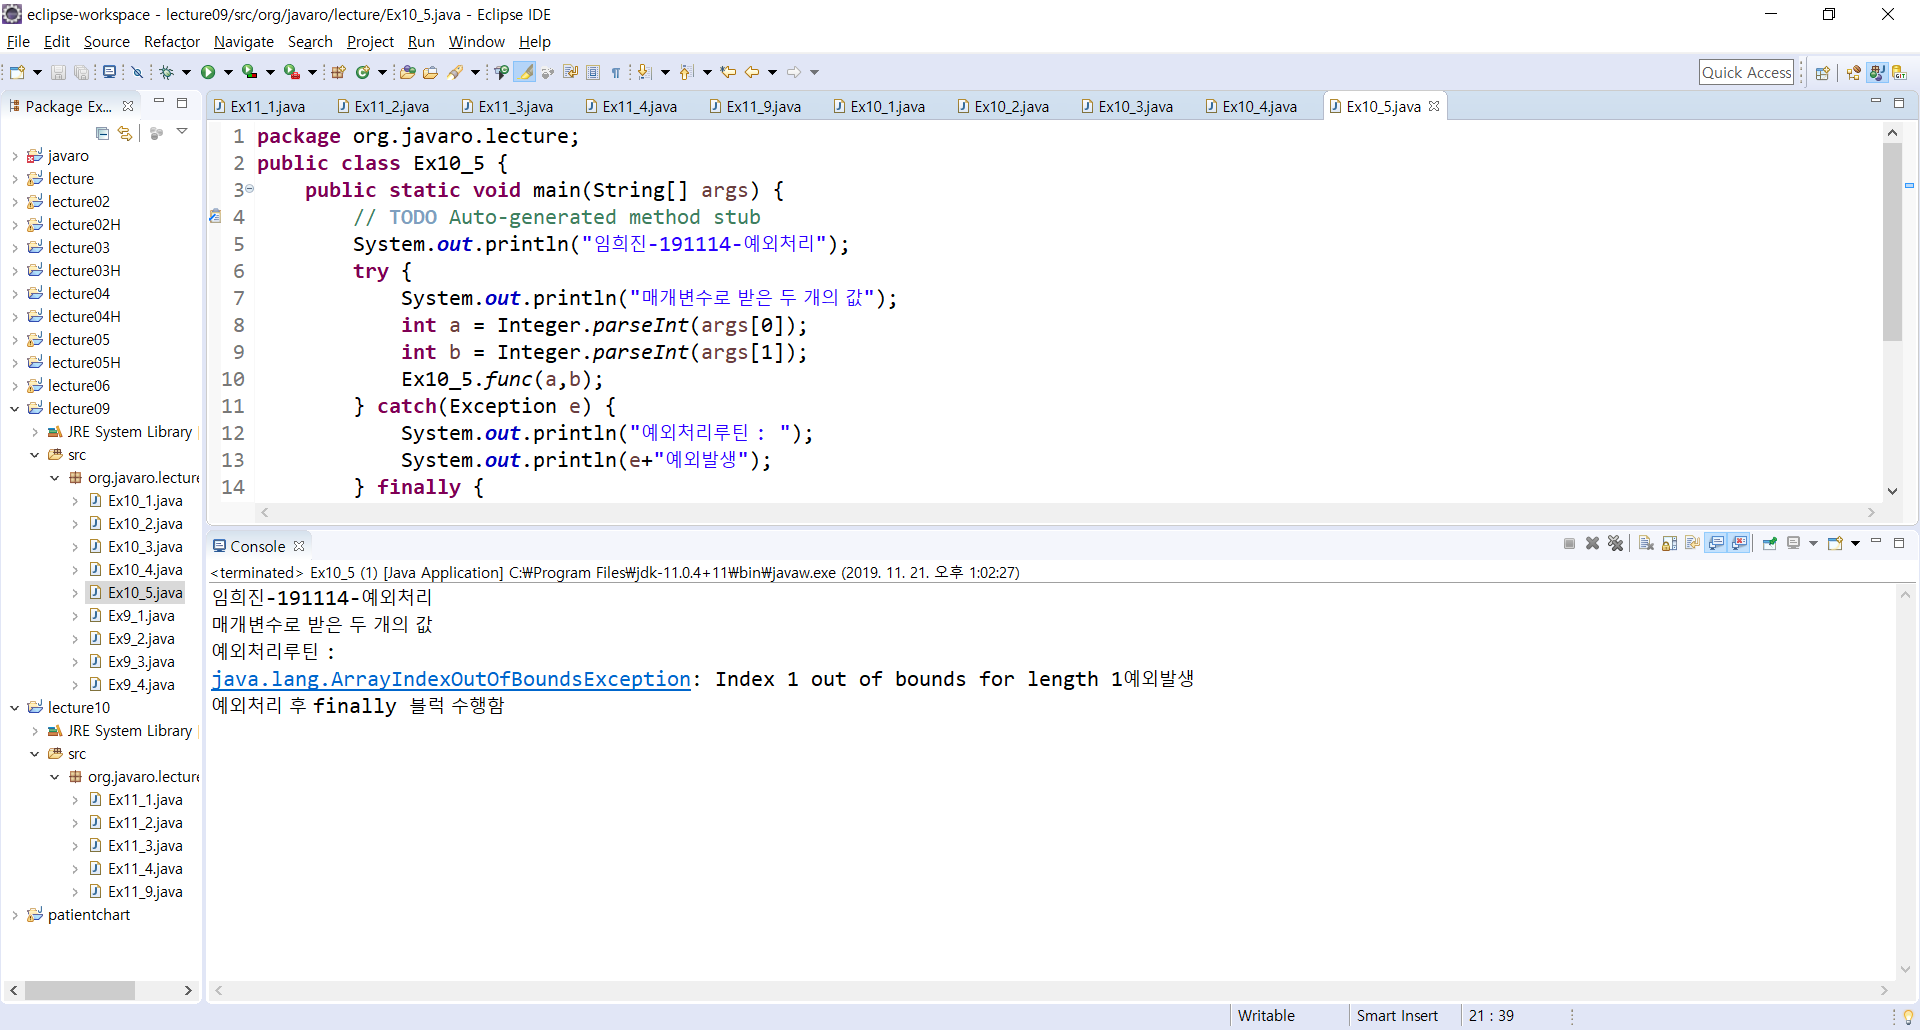 eclipse-workspace - lecture09/src/org/javaro/lecture/Ex10_5.java - Eclipse IDE
File Edit Source Refactor Navigate Search Project Run Window Help
Quick Access
Package Ex...
javaro
lecture
lecture02
lecture02H
lecture03
lecture03H
lecture04
lecture04H
lecture05
lecture05H
lecture06
lecture09
JRE System Library
src
org.javaro.lecture
Ex10_1.java
Ex10_2.java
Ex10_3.java
Ex10_4.java
Ex10_5.java
Ex9_1.java
Ex9_2.java
Ex9_3.java
Ex9_4.java
lecture10
JRE System Library
src
org.javaro.lecture
Ex11_1.java
Ex11_2.java
Ex11_3.java
Ex11_4.java
Ex11_9.java
patientchart
Ex11_1.java Ex11_2.java Ex11_3.java Ex11_4.java Ex11_9.java Ex10_1.java Ex10_2.java Ex10_3.java Ex10_4.java Ex10_5.java
1 package org.javaro.lecture;
2 public class Ex10_5 {
3 public static void main(String[] args) {
4 // TODO Auto-generated method stub
5 System.out.println("임희진-191114-예외처리");
6 try {
7 System.out.println("매개변수로 받은 두 개의 값");
8 int a = Integer.parseInt(args[0]);
9 int b = Integer.parseInt(args[1]);
10 Ex10_5.func(a,b);
11 } catch(Exception e) {
12 System.out.println("예외처리루틴 : ");
13 System.out.println(e+"예외발생");
14 } finally {
Console
<terminated> Ex10_5 (1) [Java Application] C:₩Program Files₩jdk-11.0.4+11₩bin₩javaw.exe (2019. 11. 21. 오후 1:02:27)
임희진-191114-예외처리
매개변수로 받은 두 개의 값
예외처리루틴 :
java.lang.ArrayIndexOutOfBoundsException: Index 1 out of bounds for length 1예외발생
예외처리 후 finally 블럭 수행함
Writable Smart Insert 21 : 39